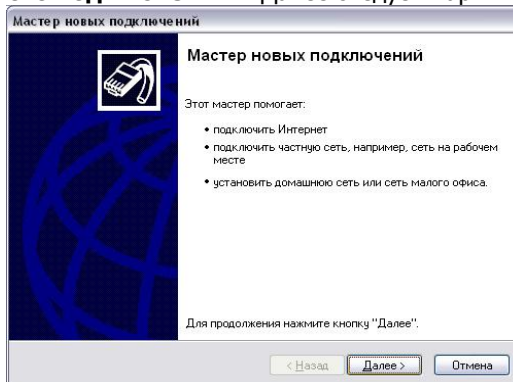 Мастер новых подключений
Мастер новых подключений
Этот мастер помогает:
• подключить Интернет
• подключить частную сеть, например, сеть на рабочем
месте
• установить домашнюю сеть или сеть малого офиса.
Для продолжения нажмите кнопку "Далее".
< Назад
Далее >
Отмена